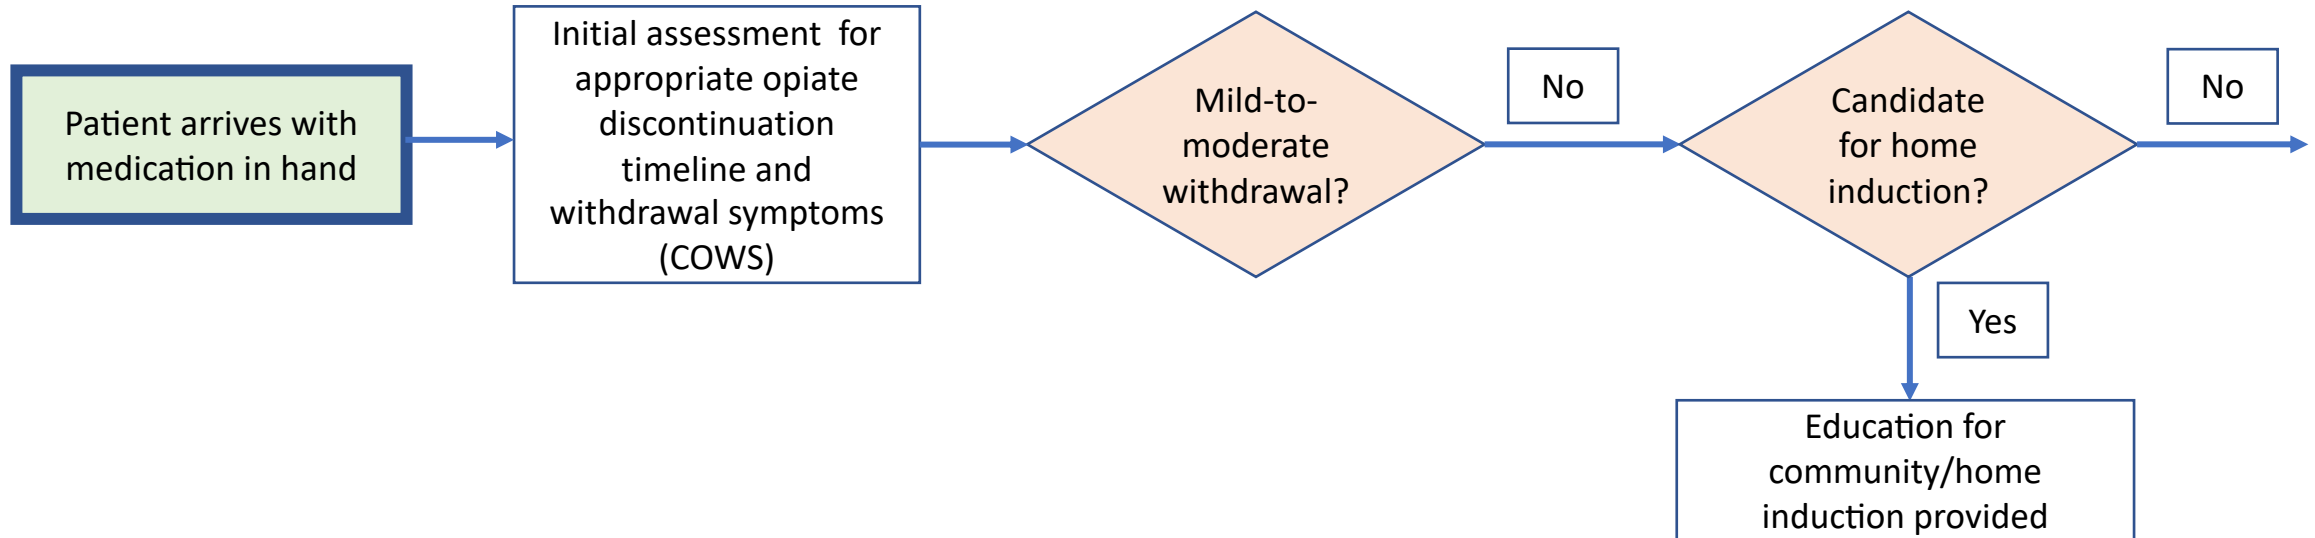 Patient arrives with
medication in hand
Initial assessment for
appropriate opiate
discontinuation
timeline and
withdrawal symptoms
(COWS)
Mild-to-
moderate
withdrawal?
No
Candidate
for home
induction?
No
Yes
Education for
community/home
induction provided